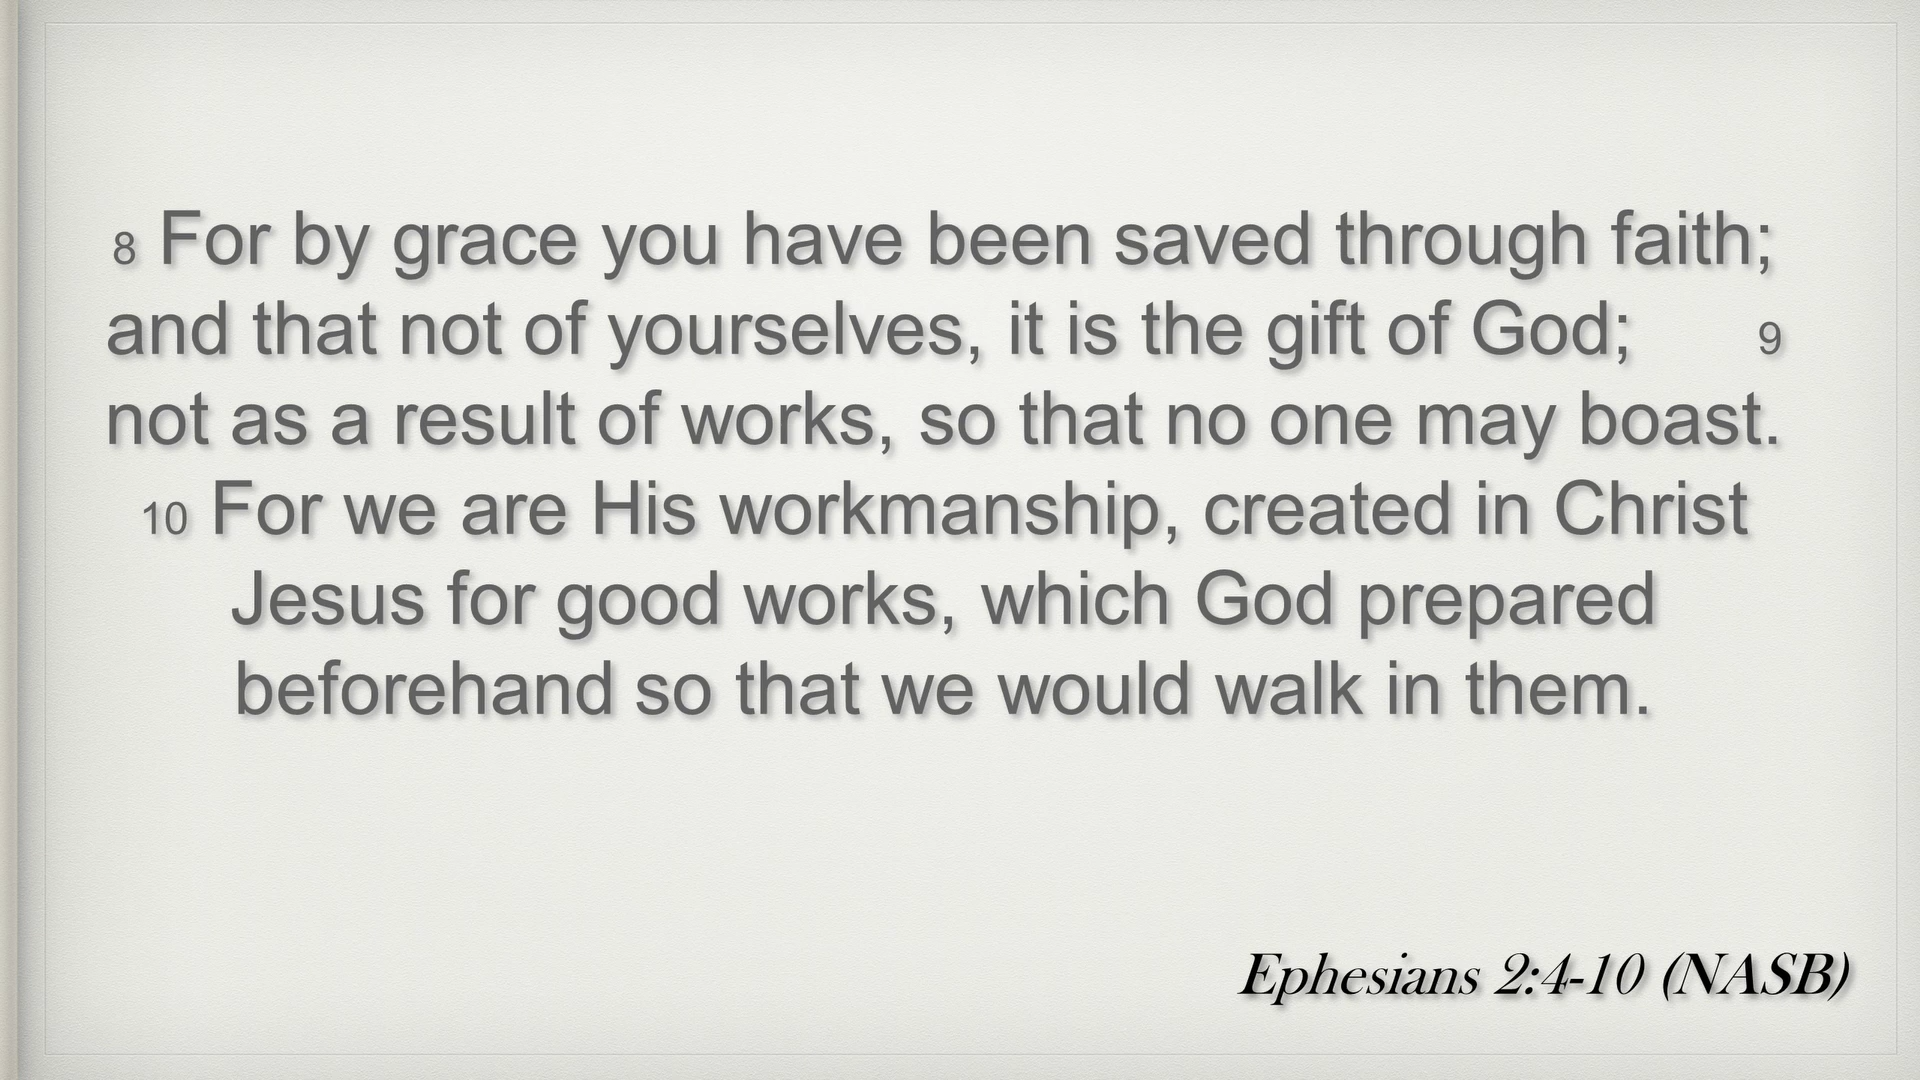 8 For by grace you have been saved through faith;
and that not of yourselves, it is the gift of God; 9
not as a result of works, so that no one may boast.
10 For we are His workmanship, created in Christ
Jesus for good works, which God prepared
beforehand so that we would walk in them.
Ephesians 2:4-10 (NASB)